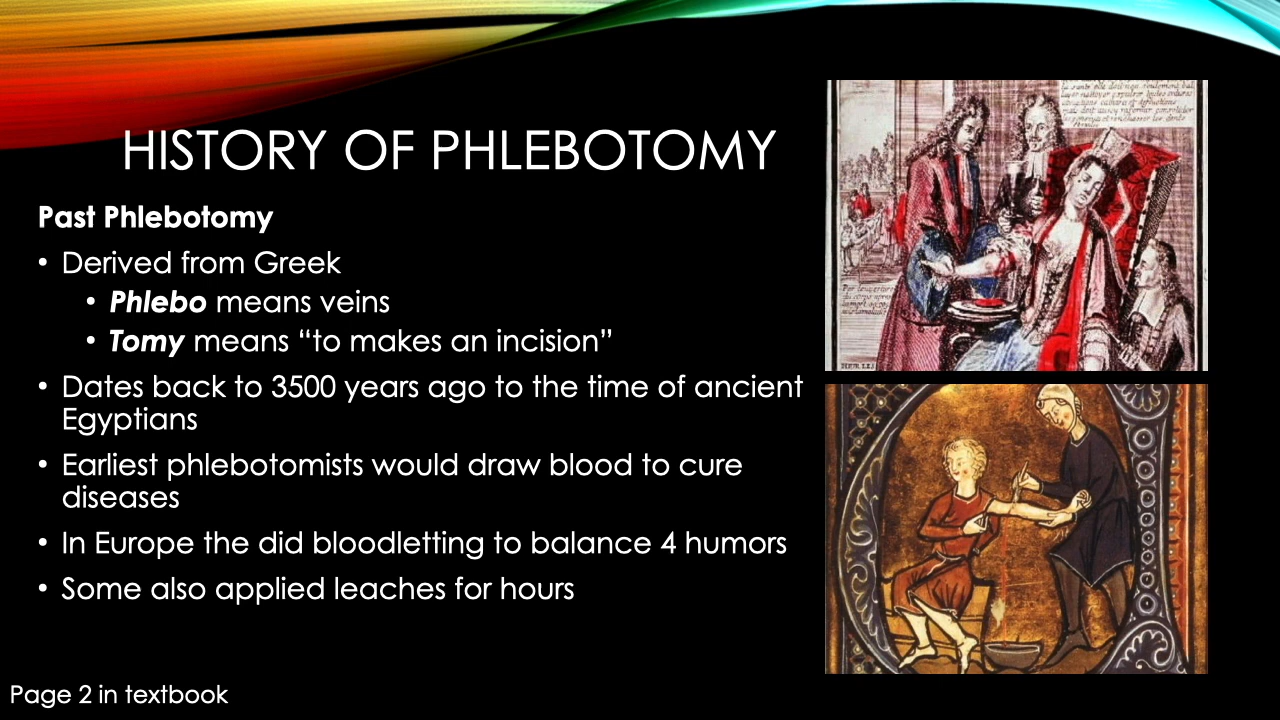 HISTORY OF PHLEBOTOMY
Past Phlebotomy
• Derived from Greek
• Phlebo means veins
• Tomy means “to makes an incision”
• Dates back to 3500 years ago to the time of ancient
Egyptians
• Earliest phlebotomists would draw blood to cure
diseases
• In Europe the did bloodletting to balance 4 humors
• Some also applied leaches for hours
Page 2 in textbook